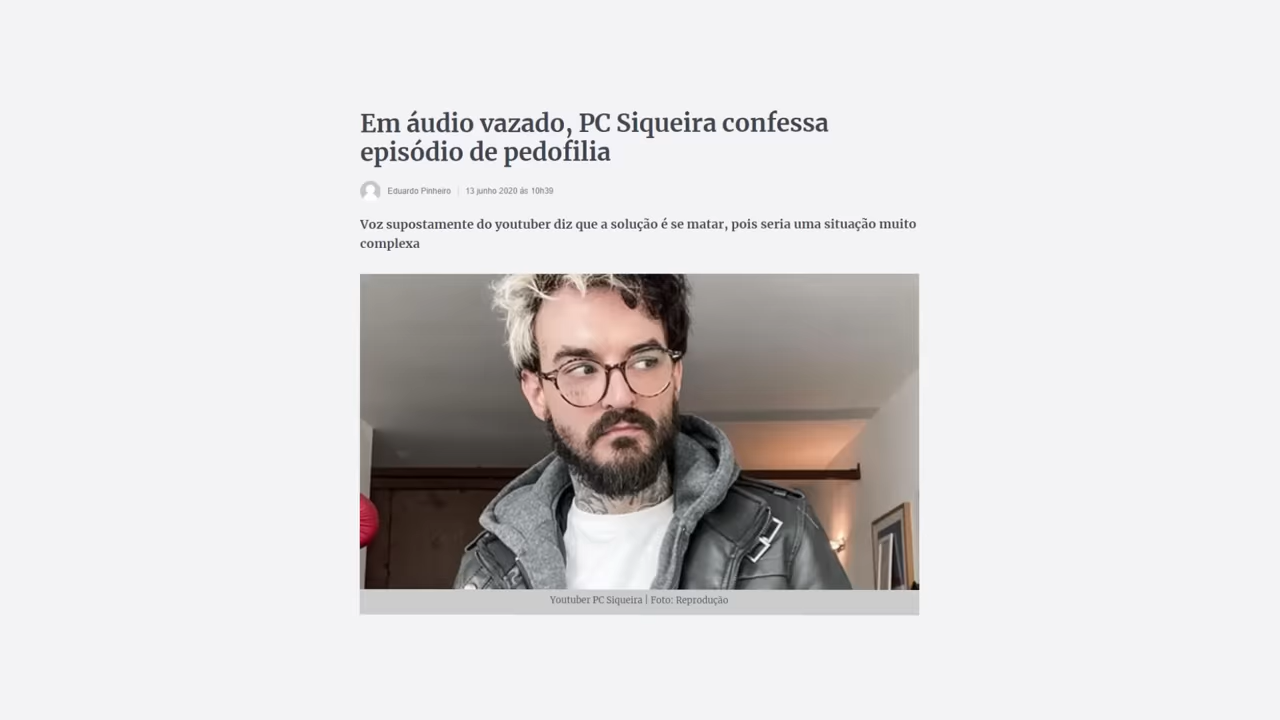 Em áudio vazado, PC Siqueira confessa
episódio de pedofilia
Eduardo Pinheiro | 13 junho 2020 ás 10h39
Voz supostamente do youtuber diz que a solução é se matar, pois seria uma situação muito
complexa
Youtuber PC Siqueira | Foto: Reprodução